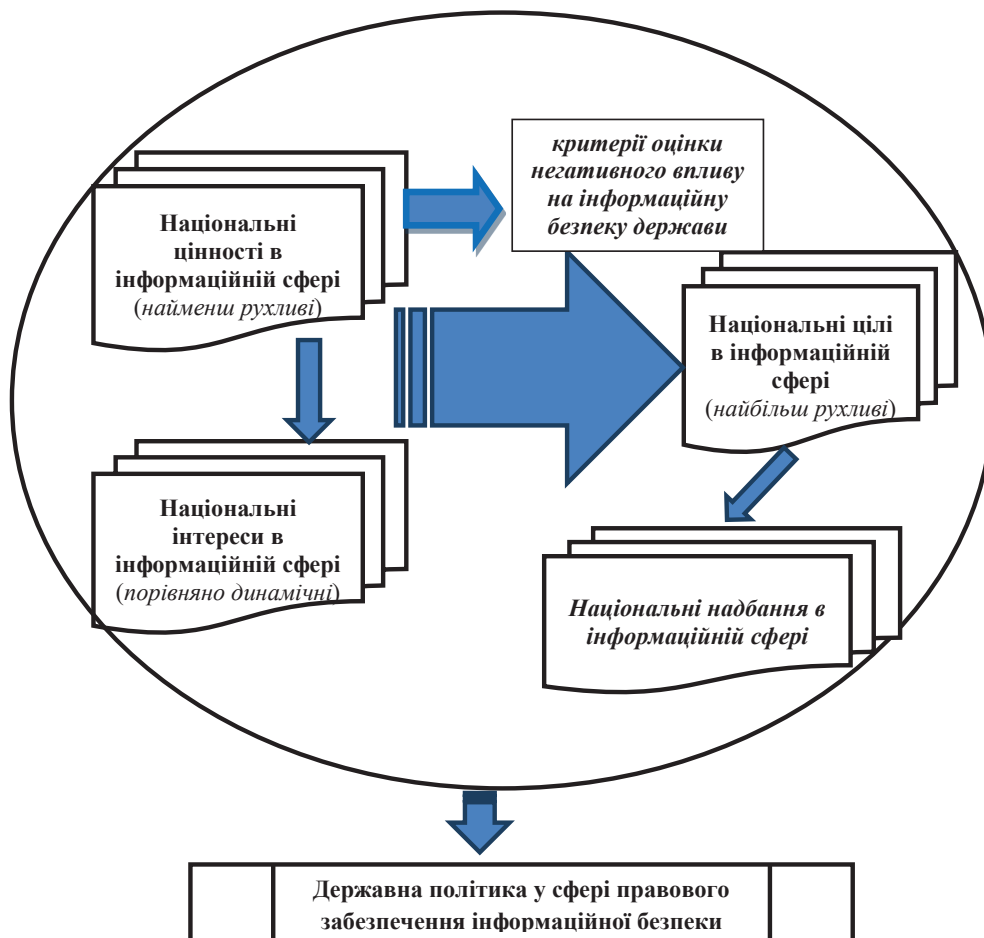 критерії оцінки
негативного впливу
на інформаційну
безпеку держави
Національні
цінності в
інформаційній сфері
(найменш рухливі)
Національні цілі
в інформаційній
сфері
(найбільш рухливі)
Національні
інтереси в
інформаційній сфері
(порівняно динамічні)
Національні надбання в
інформаційній сфері
Державна політика у сфері правового
забезпечення інформаційної безпеки